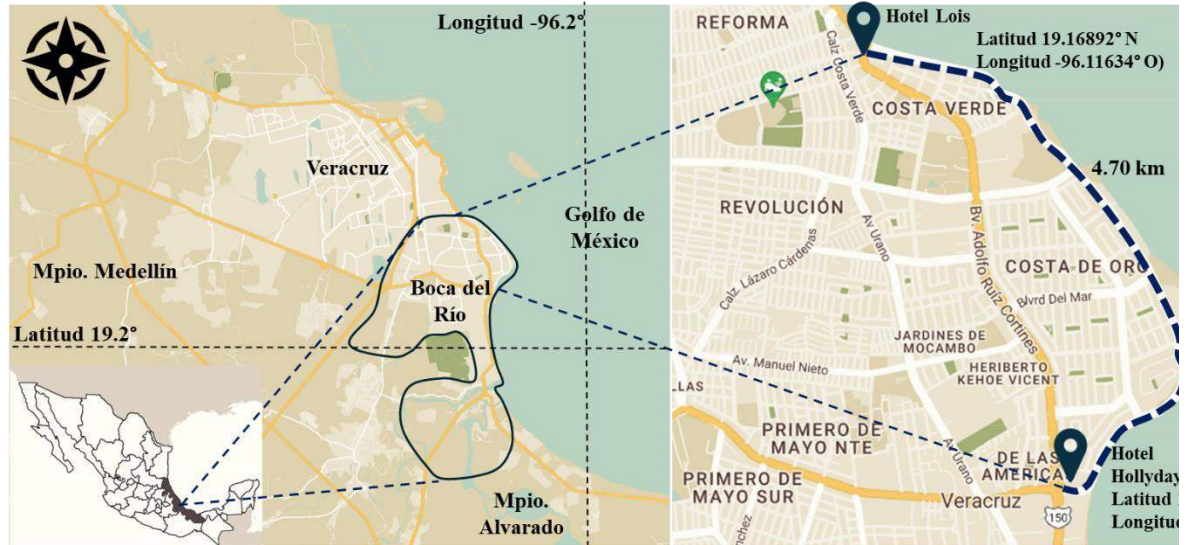 Longitud -96.2°
Veracruz
Golfo de
México
Mpio. Medellín
Boca del
Río
Latitud 19.2°
Mpio.
Alvarado
REFORMA
Hotel Lois
Latitud 19.16892° N
Longitud -96.11634° O)
Calz Costa Verde
COSTA VERDE
4.70 km
REVOLUCIÓN
Av Urano
Calz. Lázaro Cárdenas
Bv. Adolfo Ruíz Cortines
COSTA DE ORO
Blvrd Del Mar
JARDINES DE
MOCAMBO
Av. Manuel Nieto
HERIBERTO
KEHOE VICENT
LLAS
PRIMERO DE
MAYO NTE
PRIMERO DE
MAYO SUR
Av Urano
DE LAS
AMERICA
Veracruz
150
Hotel
Hollyday
Latitud
Longitud